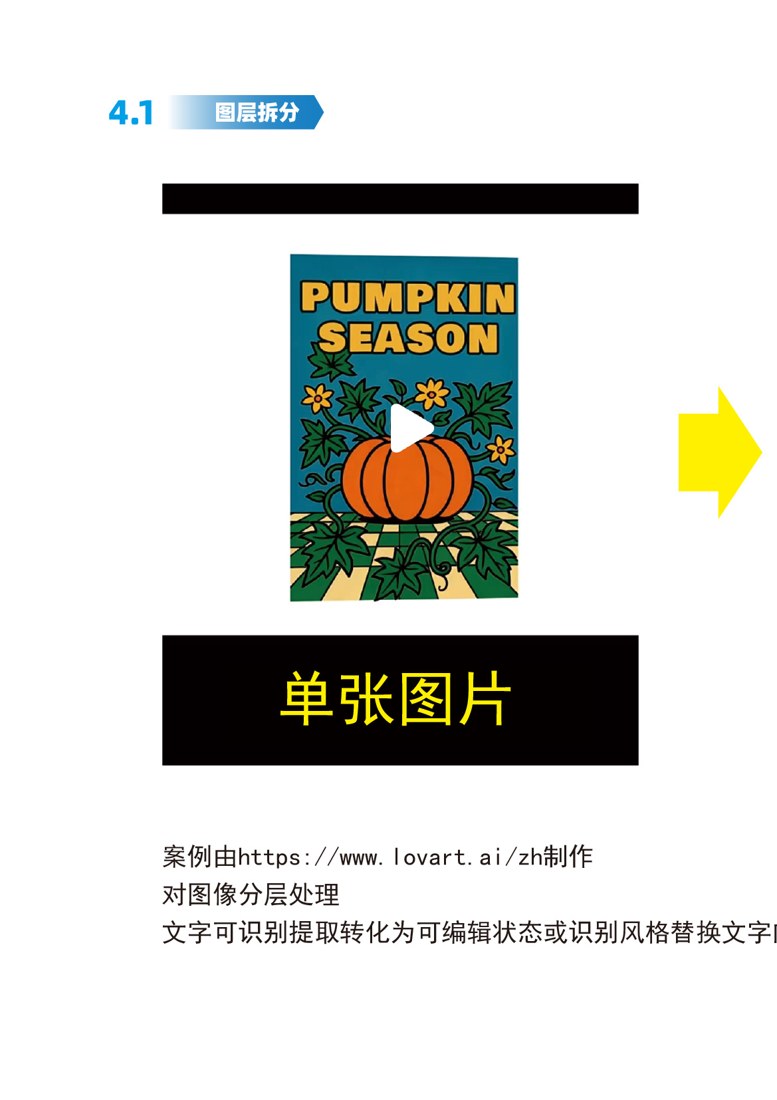 4.1 图层拆分
PUMPKIN
SEASON
单张图片
案例由https://www.lovart.ai/zh制作
对图像分层处理
文字可识别提取转化为可编辑状态或识别风格替换文字